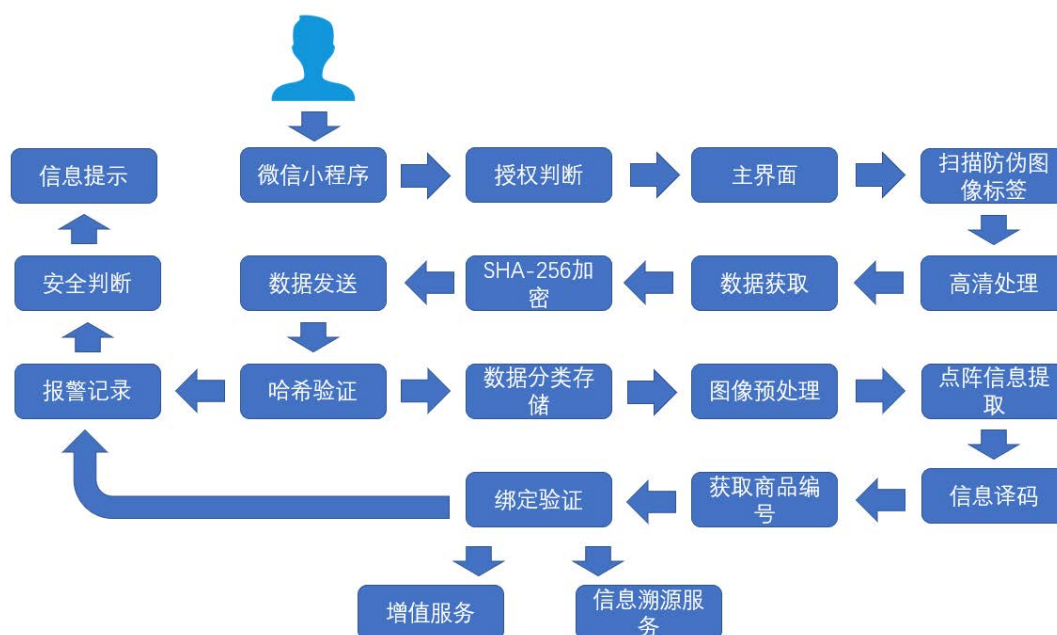 信息提示
微信小程序
授权判断
主界面
扫描防伪图
像标签
安全判断
数据发送
SHA-256加
密
数据获取
高清处理
报警记录
哈希验证
数据分类存
储
图像预处理
点阵信息提
取
绑定验证
获取商品编
号
信息译码
增值服务
信息溯源服
务